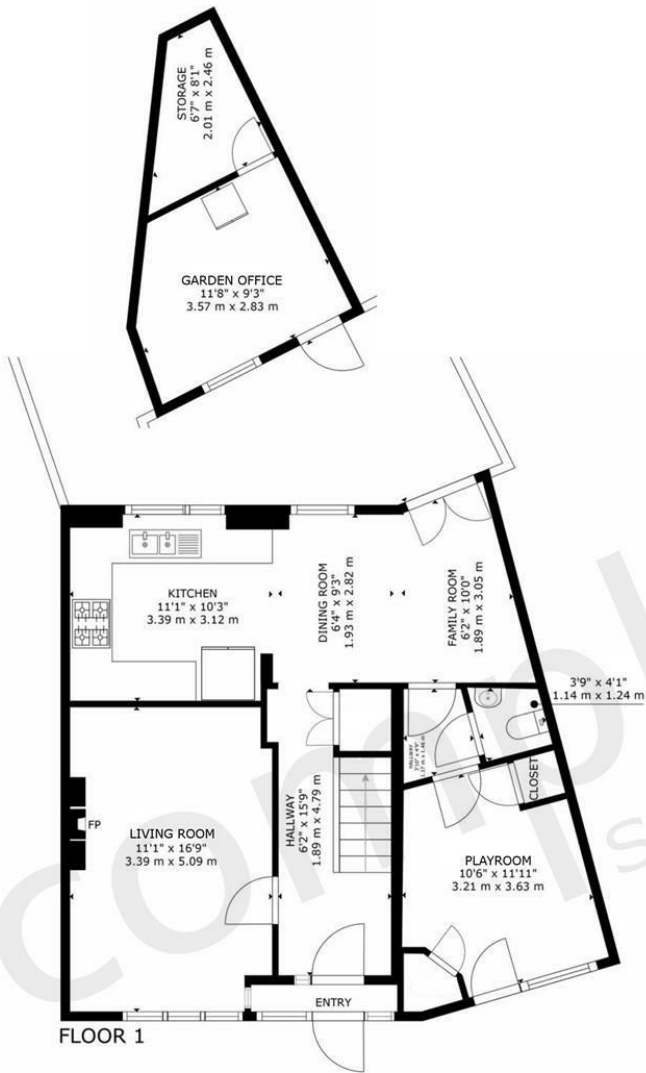 STORAGE
6'7" x 8'1"
2.01 m x 2.46 m
GARDEN OFFICE
11'8" x 9'3"
3.57 m x 2.83 m
KITCHEN
11'1" x 10'3"
3.39 m x 3.12 m
DINING ROOM
6'4" x 9'3"
1.93 m x 2.82 m
FAMILY ROOM
6'2" x 10'0"
1.89 m x 3.05 m
3'9" x 4'1"
1.14 m x 1.24 m
HALLWAY
CLOSET
FP
LIVING ROOM
11'1" x 16'9"
3.39 m x 5.09 m
HALLWAY
6'2" x 15'9"
1.89 m x 4.79 m
PLAYROOM
10'6" x 11'11"
3.21 m x 3.63 m
ENTRY
FLOOR 1